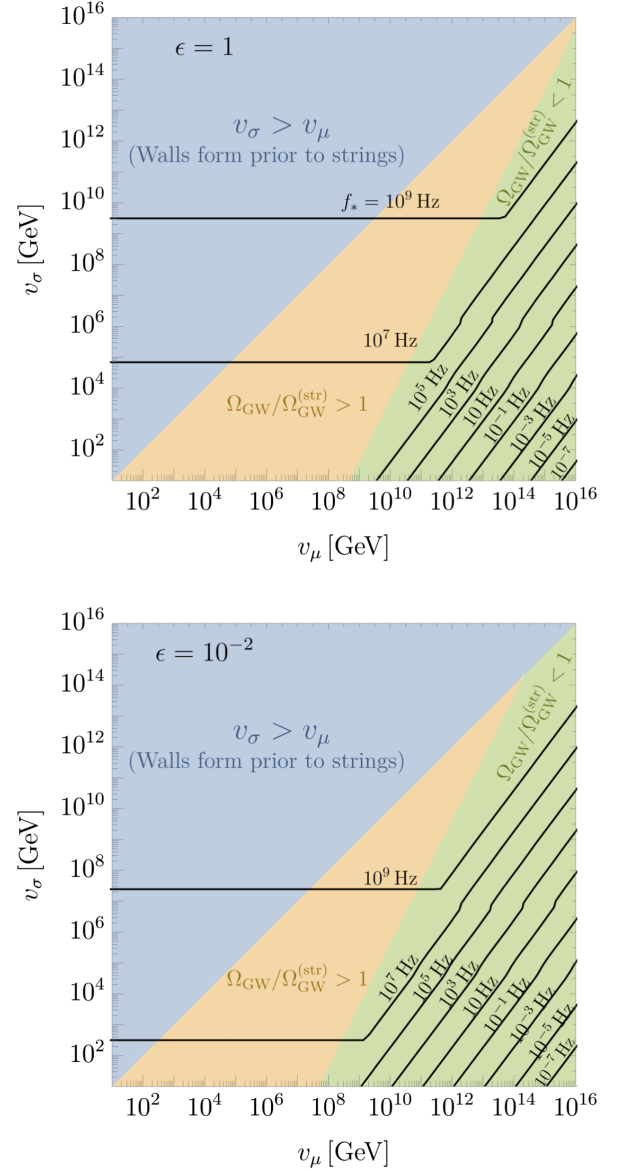 10^16
10^14
10^12
10^10
10^8
10^6
10^4
10^2
v_σ [GeV]
ϵ = 1
v_σ > v_μ
(Walls form prior to strings)
Ω_GW/Ω_GW^(str) < 1
f_* = 10^9 Hz
10^7 Hz
Ω_GW/Ω_GW^(str) > 1
10^5 Hz
10^3 Hz
10 Hz
10^−1 Hz
10^−3 Hz
10^−5 Hz
10^−7
10^2 10^4 10^6 10^8 10^10 10^12 10^14 10^16
v_μ [GeV]
10^16
10^14
10^12
10^10
10^8
10^6
10^4
10^2
v_σ [GeV]
ϵ = 10^−2
v_σ > v_μ
(Walls form prior to strings)
Ω_GW/Ω_GW^(str) < 1
10^9 Hz
Ω_GW/Ω_GW^(str) > 1
10^7 Hz
10^5 Hz
10^3 Hz
10 Hz
10^−1 Hz
10^−3 Hz
10^−5 Hz
10^−7 Hz
10^2 10^4 10^6 10^8 10^10 10^12 10^14 10^16
v_μ [GeV]